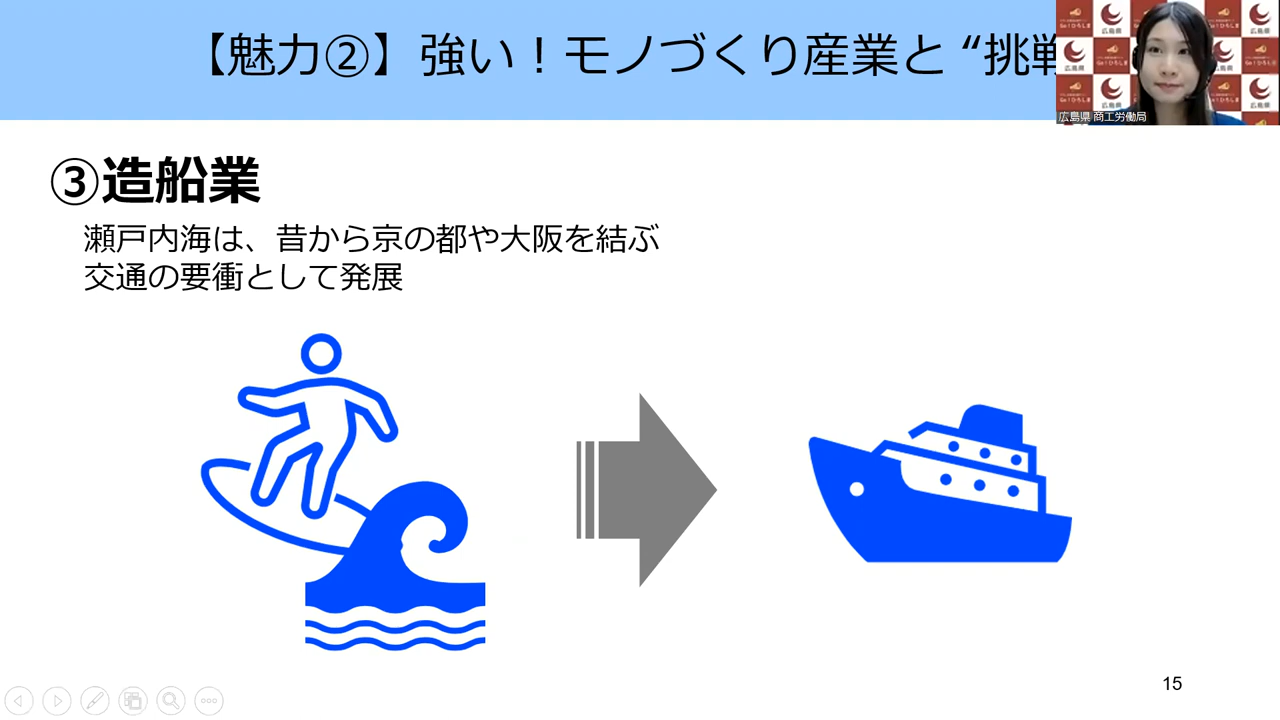 【魅力②】強い！モノづくり産業と “挑戦
広島県 商工労働局
③造船業
瀬戸内海は、昔から京の都や大阪を結ぶ
交通の要衝として発展
15